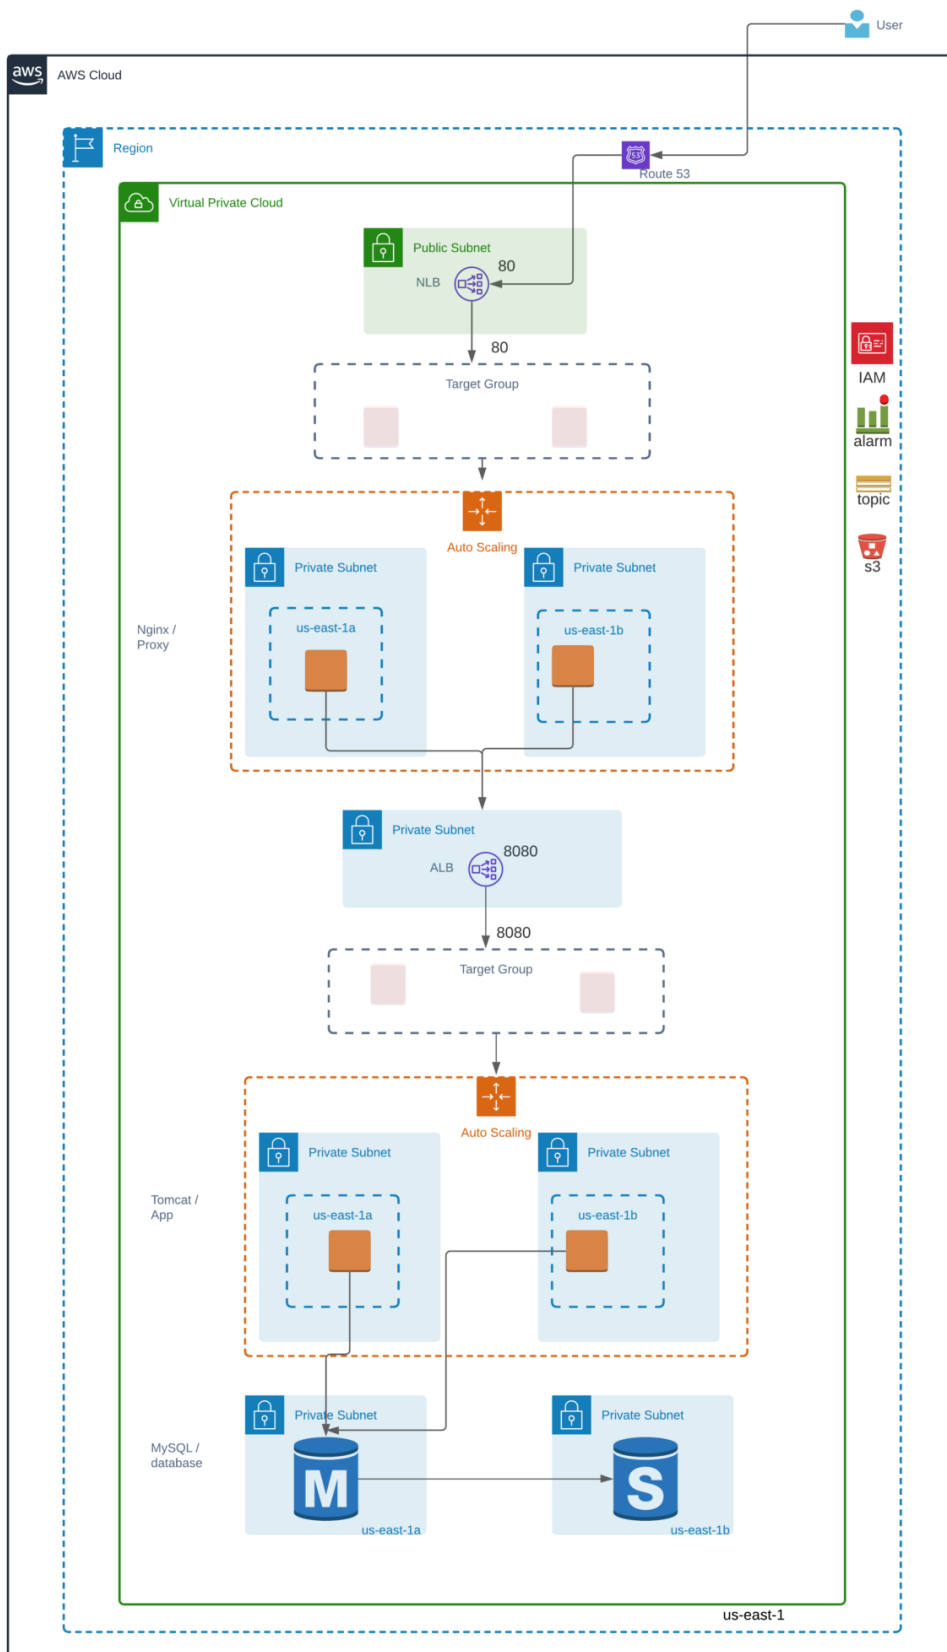 User
aws
AWS Cloud
Region
53
Route 53
Virtual Private Cloud
Public Subnet
80
NLB
80
Target Group
IAM
alarm
topic
s3
Auto Scaling
Private Subnet
Private Subnet
us-east-1a
us-east-1b
Nginx /
Proxy
Private Subnet
8080
ALB
8080
Target Group
Auto Scaling
Private Subnet
Private Subnet
Tomcat /
App
us-east-1a
us-east-1b
Private Subnet
Private Subnet
MySQL /
database
M
S
us-east-1a
us-east-1b
us-east-1